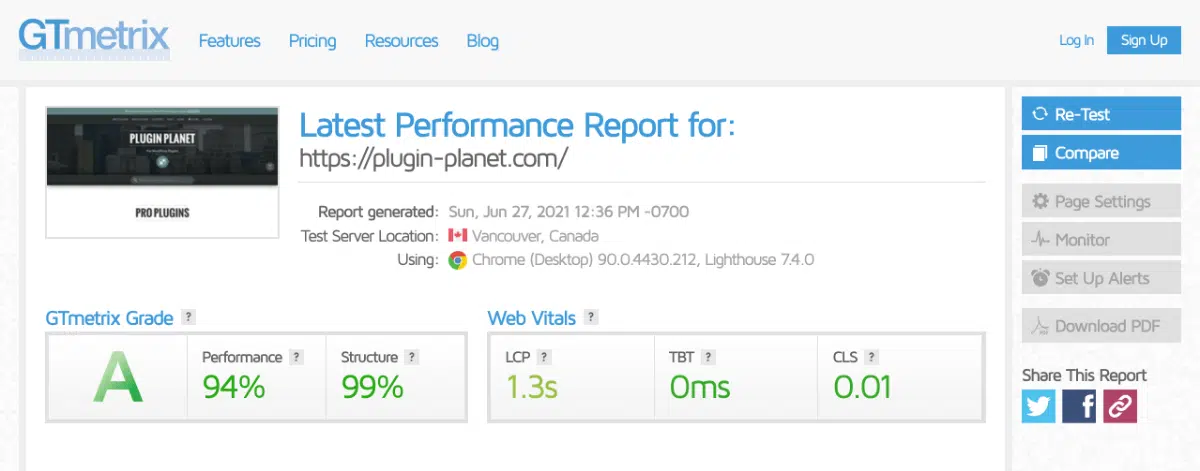 GTmetrix
Features Pricing Resources Blog
Log In Sign Up
PLUGIN PLANET
PRO PLUGINS
Latest Performance Report for:
https://plugin-planet.com/
Report generated: Sun, Jun 27, 2021 12:36 PM -0700
Test Server Location: Vancouver, Canada
Using: Chrome (Desktop) 90.0.4430.212, Lighthouse 7.4.0
Re-Test
Compare
Page Settings
Monitor
Set Up Alerts
Download PDF
Share This Report
GTmetrix Grade ?
A
Performance ?
94%
Structure ?
99%
Web Vitals ?
LCP ?
1.3s
TBT ?
0ms
CLS ?
0.01